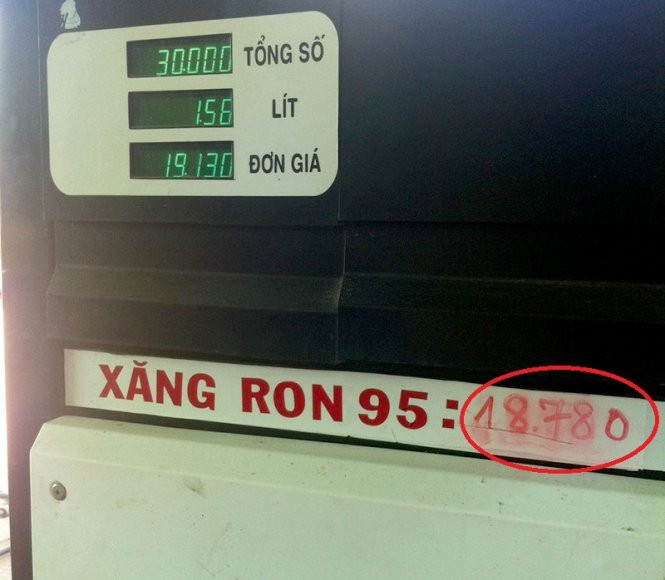 30.000 TỔNG SỐ
1.56 LÍT
19.130 ĐƠN GIÁ
XĂNG RON 95: 18.780